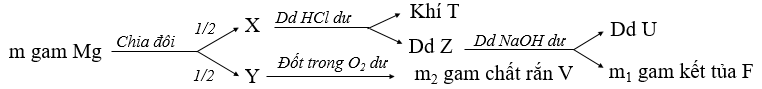 1/2 X Dd HCl dư Khí T
Dd Z Dd NaOH dư Dd U
m gam Mg Chia đôi
m₁ gam kết tủa F
1/2 Y Đốt trong O₂ dư m₂ gam chất rắn V